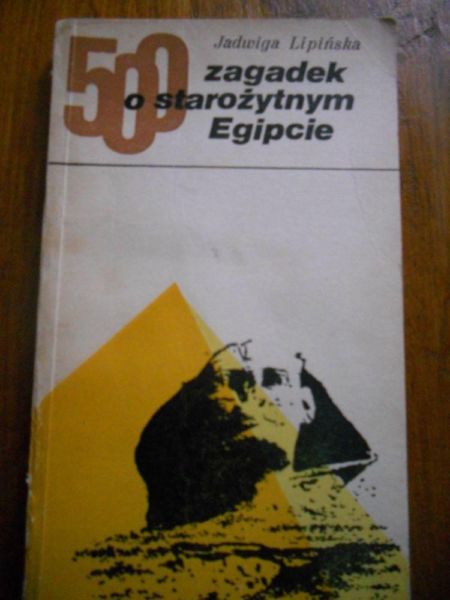 Jadwiga Lipińska
500 zagadek
o starożytnym
Egipcie